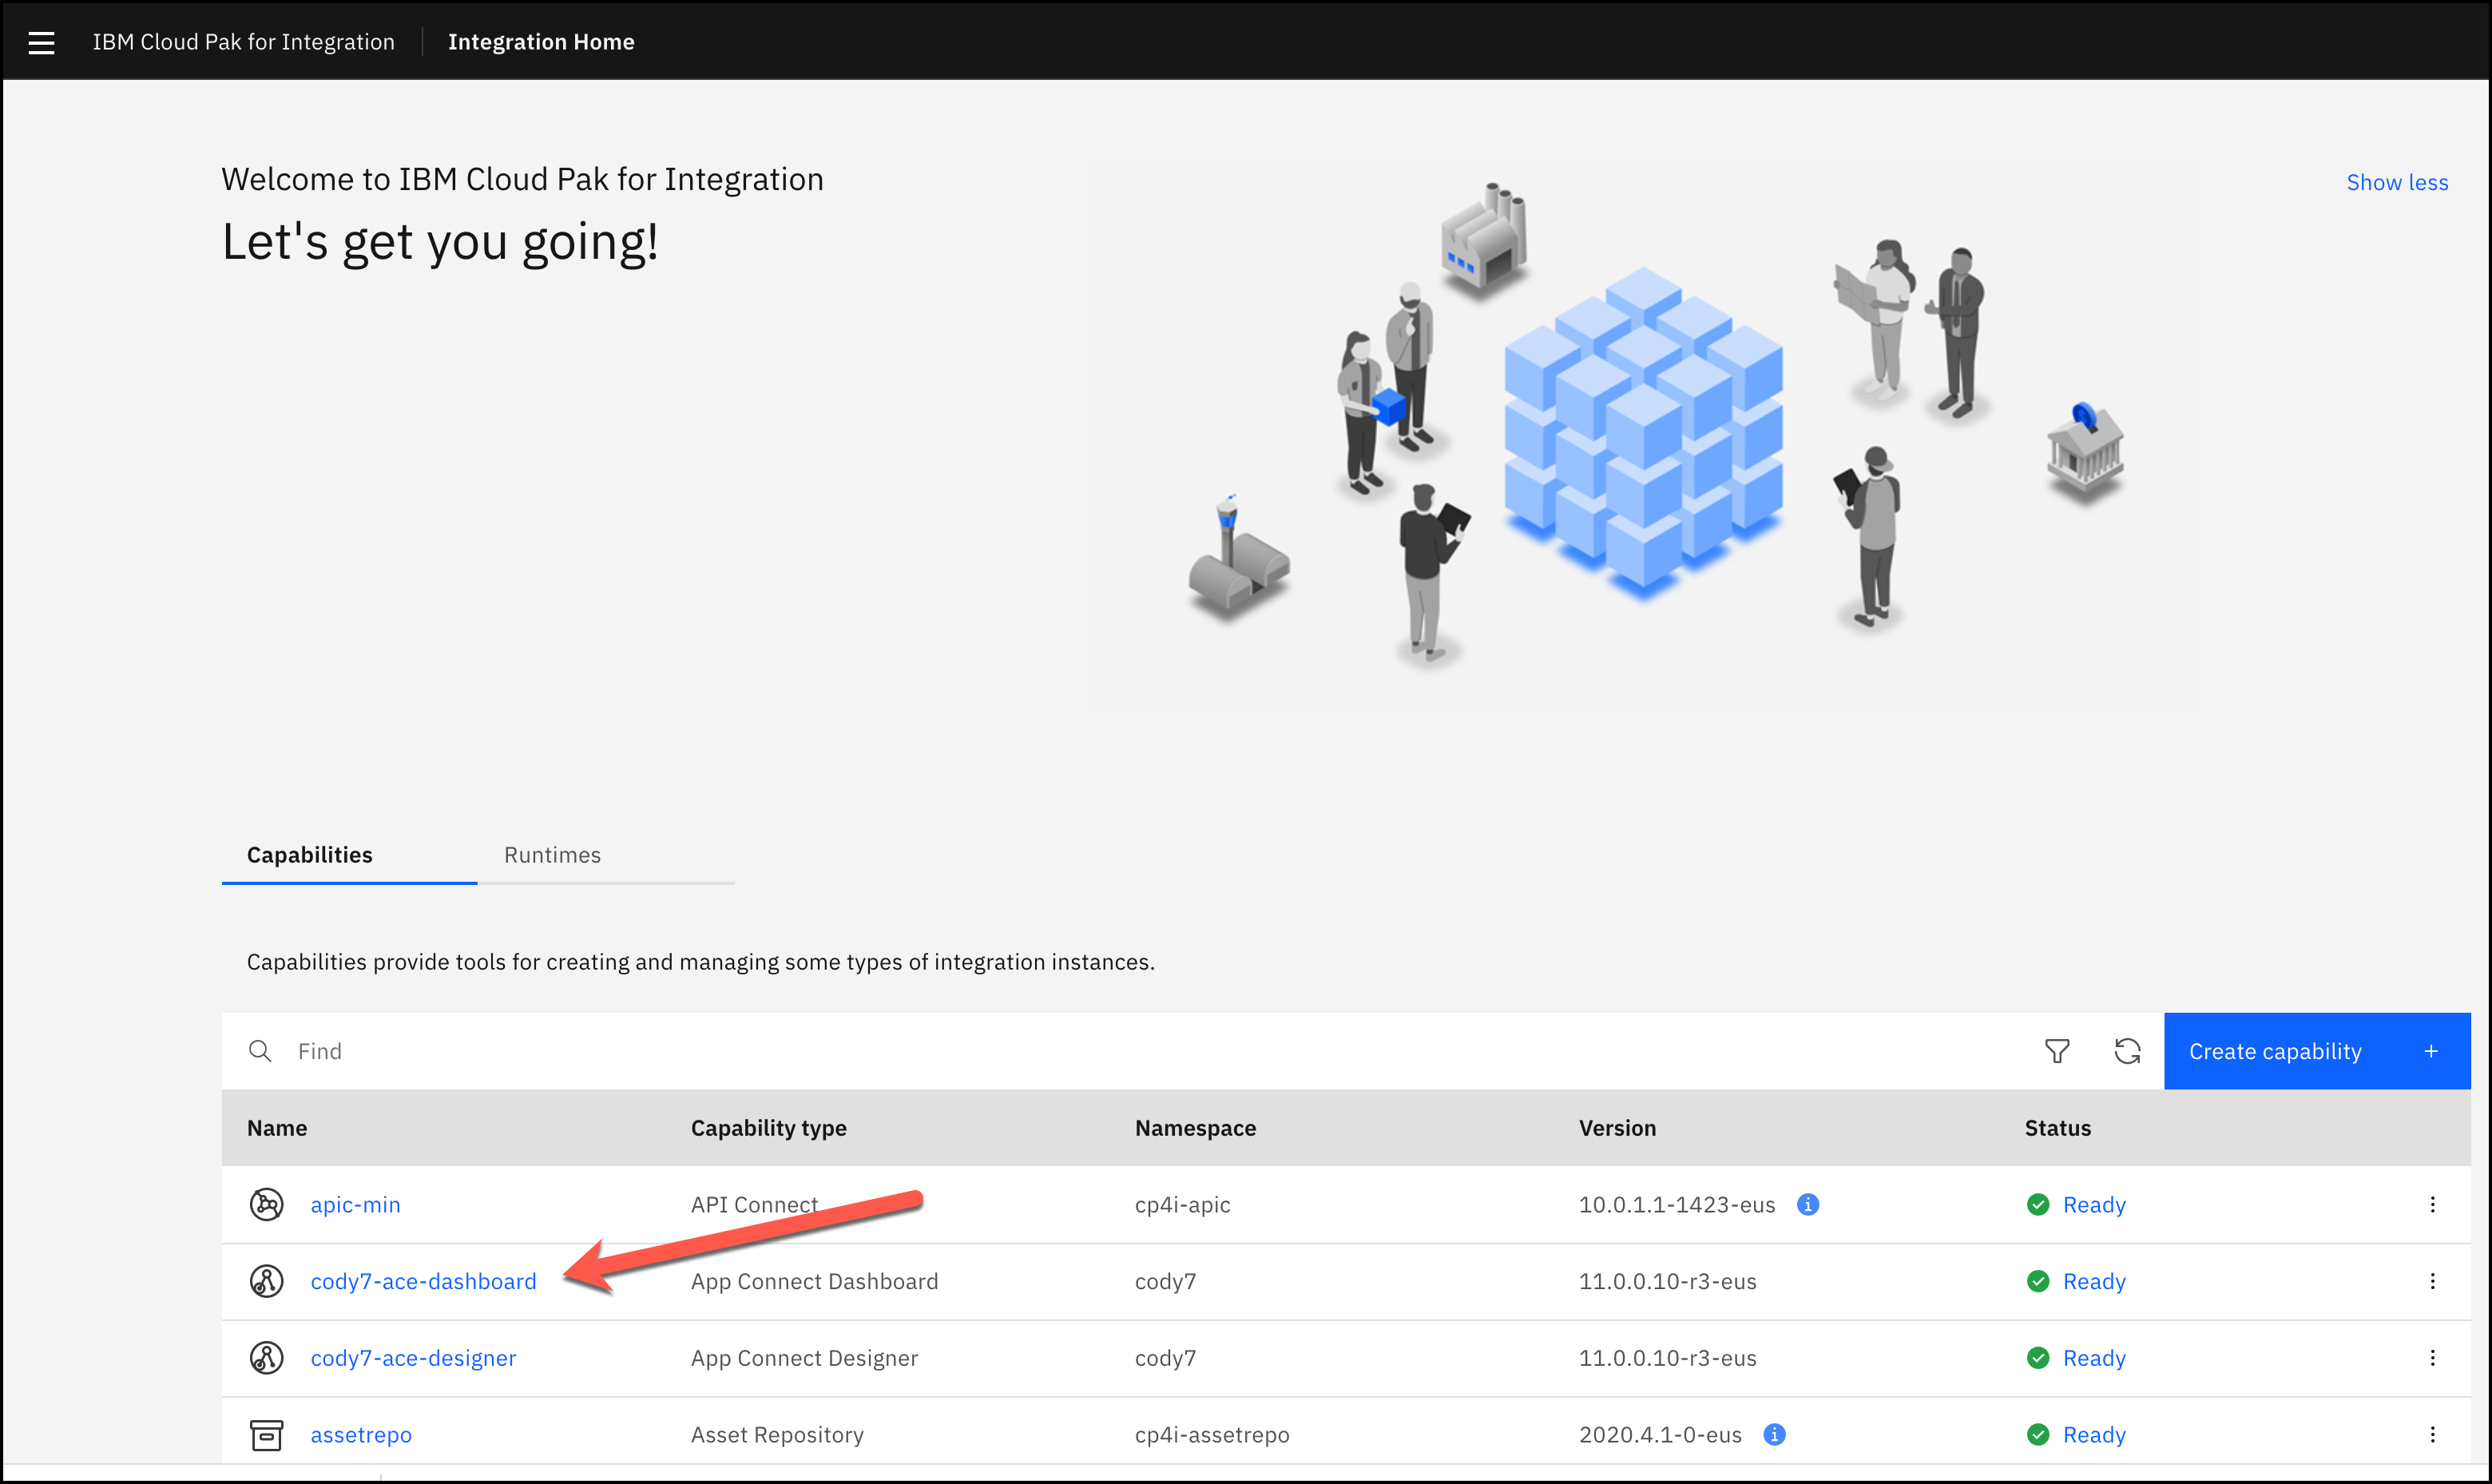 IBM Cloud Pak for Integration Integration Home
Welcome to IBM Cloud Pak for Integration
Show less
Let's get you going!
Capabilities Runtimes
Capabilities provide tools for creating and managing some types of integration instances.
Find Create capability +
Name Capability type Namespace Version Status
apic-min API Connect cp4i-apic 10.0.1.1-1423-eus Ready
cody7-ace-dashboard App Connect Dashboard cody7 11.0.0.10-r3-eus Ready
cody7-ace-designer App Connect Designer cody7 11.0.0.10-r3-eus Ready
assetrepo Asset Repository cp4i-assetrepo 2020.4.1-0-eus Ready